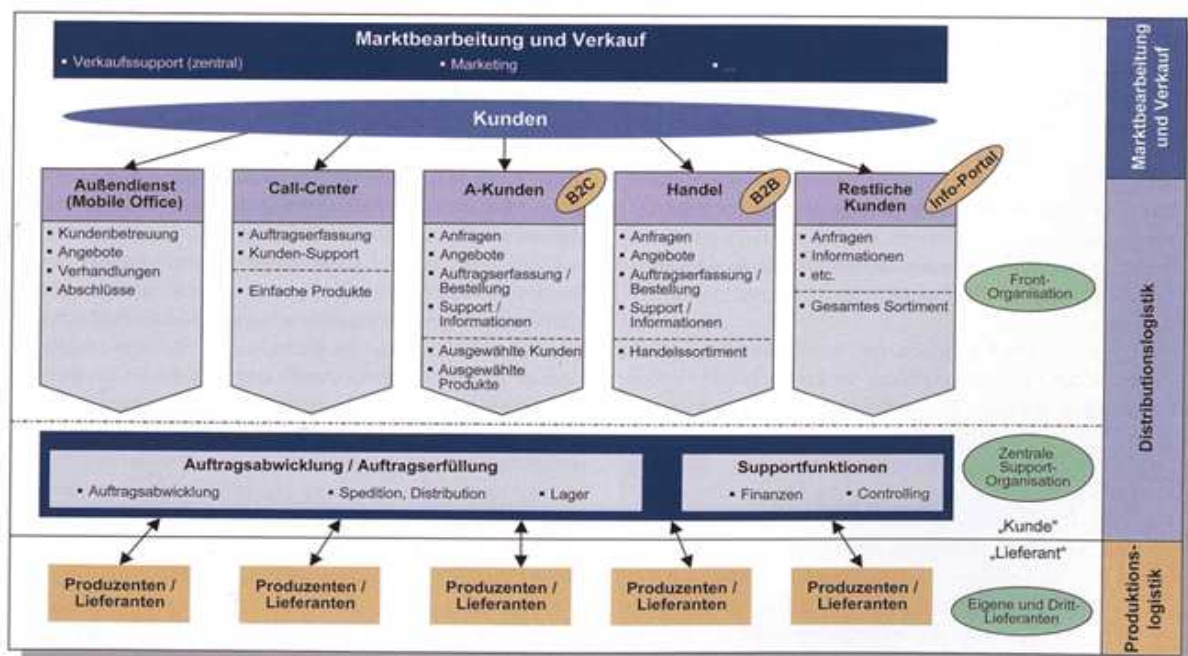 Marktbearbeitung und Verkauf
▪ Verkaufssupport (zentral)
▪ Marketing
▪ ...
Kunden
Außendienst
(Mobile Office)
▪ Kundenbetreuung
▪ Angebote
▪ Verhandlungen
▪ Abschlüsse
Call-Center
▪ Auftragserfassung
▪ Kunden-Support
▪ Einfache Produkte
A-Kunden
B2C
▪ Anfragen
▪ Angebote
▪ Auftragserfassung /
Bestellung
▪ Support /
Informationen
▪ Ausgewählte Kunden
▪ Ausgewählte
Produkte
Handel
B2B
▪ Anfragen
▪ Angebote
▪ Auftragserfassung /
Bestellung
▪ Support /
Informationen
▪ Handelssortiment
Restliche
Kunden
Info-Portal
▪ Anfragen
▪ Informationen
▪ etc.
▪ Gesamtes Sortiment
Front-
Organisation
Auftragsabwicklung / Auftragserfüllung
▪ Auftragsabwicklung
▪ Spedition, Distribution
▪ Lager
Supportfunktionen
▪ Finanzen
▪ Controlling
Zentrale
Support-
Organisation
„Kunde"
„Lieferant"
Produzenten /
Lieferanten
Produzenten /
Lieferanten
Produzenten /
Lieferanten
Produzenten /
Lieferanten
Produzenten /
Lieferanten
Eigene und Dritt-
Lieferanten
Marktbearbeitung
und Verkauf
Distributionslogistik
Produktions-
logistik